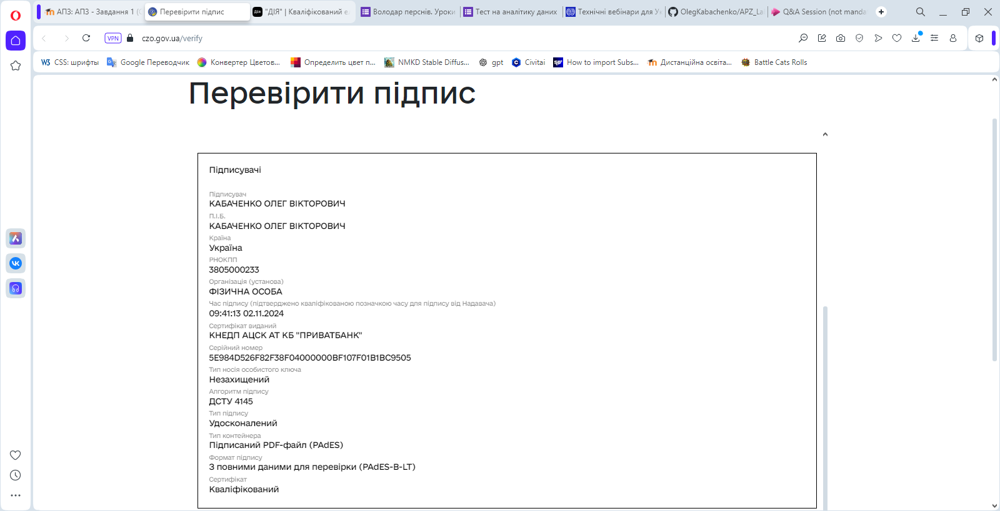 АПЗ: АПЗ - Завдання 1 (
Перевірити підпис
"ДІЯ" | Кваліфікований е
Володар перснів. Уроки
Тест на аналітику даних
Технічні вебінари для Ук
OlegKabachenko/APZ_La
Q&A Session (not manda
VPN
czo.gov.ua/verify
CSS: шрифты
Google Переводчик
Конвертер Цветов...
Определить цвет п...
NMKD Stable Diffus...
gpt
Civitai
How to import Subs...
Дистанційна освіта...
Battle Cats Rolls
Перевірити підпис
Підписувачі
Підписувач
КАБАЧЕНКО ОЛЕГ ВІКТОРОВИЧ
П.І.Б.
КАБАЧЕНКО ОЛЕГ ВІКТОРОВИЧ
Країна
Україна
РНОКПП
3805000233
Організація (установа)
ФІЗИЧНА ОСОБА
Час підпису (підтверджено кваліфікованою позначкою часу для підпису від Надавача)
09:41:13 02.11.2024
Сертифікат виданий
КНЕДП АЦСК АТ КБ "ПРИВАТБАНК"
Серійний номер
5E984D526F82F38F04000000BF107F01B1BC9505
Тип носія особистого ключа
Незахищений
Алгоритм підпису
ДСТУ 4145
Тип підпису
Удосконалений
Тип контейнера
Підписаний PDF-файл (PAdES)
Формат підпису
З повними даними для перевірки (PAdES-B-LT)
Сертифікат
Кваліфікований